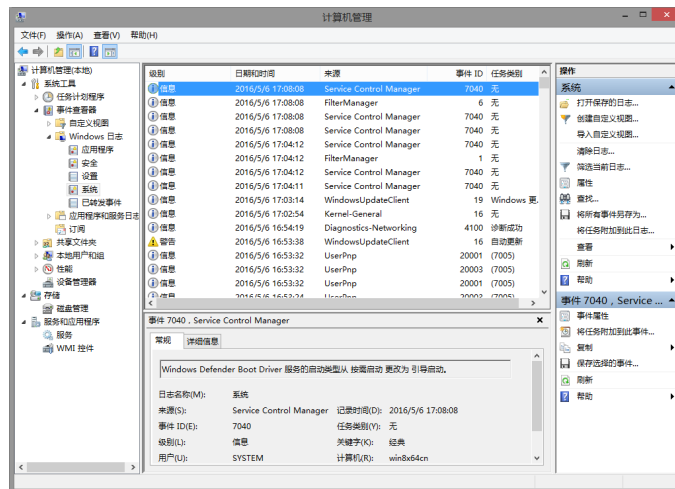 计算机管理
文件(F) 操作(A) 查看(V) 帮助(H)
计算机管理(本地)
系统工具
任务计划程序
事件查看器
自定义视图
Windows 日志
应用程序
安全
设置
系统
已转发事件
应用程序和服务日志
订阅
共享文件夹
本地用户和组
性能
设备管理器
存储
磁盘管理
服务和应用程序
服务
WMI 控件
级别 日期和时间 来源 事件 ID 任务类别
信息 2016/5/6 17:08:08 Service Control Manager 7040 无
信息 2016/5/6 17:08:08 FilterManager 6 无
信息 2016/5/6 17:08:08 Service Control Manager 7040 无
信息 2016/5/6 17:08:08 Service Control Manager 7040 无
信息 2016/5/6 17:04:12 Service Control Manager 7040 无
信息 2016/5/6 17:04:12 FilterManager 1 无
信息 2016/5/6 17:04:12 Service Control Manager 7040 无
信息 2016/5/6 17:04:11 Service Control Manager 7040 无
信息 2016/5/6 17:03:14 WindowsUpdateClient 19 Windows 更.
信息 2016/5/6 17:02:54 Kernel-General 16 无
信息 2016/5/6 16:54:19 Diagnostics-Networking 4100 诊断成功
警告 2016/5/6 16:53:38 WindowsUpdateClient 16 自动更新
信息 2016/5/6 16:53:32 UserPnp 20001 (7005)
信息 2016/5/6 16:53:32 UserPnp 20003 (7005)
信息 2016/5/6 16:53:32 UserPnp 20001 (7005)
信息 2016/5/6 16:53:24 UserPnp 20003 (7005)
事件 7040，Service Control Manager
常规 详细信息
Windows Defender Boot Driver 服务的启动类型从 按需启动 更改为 引导启动。
日志名称(M): 系统
来源(S): Service Control Manager 记录时间(D): 2016/5/6 17:08:08
事件 ID(E): 7040 任务类别(Y): 无
级别(L): 信息 关键字(K): 经典
用户(U): SYSTEM 计算机(R): win8x64cn
操作
系统
打开保存的日志...
创建自定义视图...
导入自定义视图...
清除日志...
筛选当前日志...
属性
查找...
将所有事件另存为...
将任务附加到此日志...
查看
刷新
帮助
事件 7040，Service ...
事件属性
将任务附加到此事件...
复制
保存选择的事件...
刷新
帮助